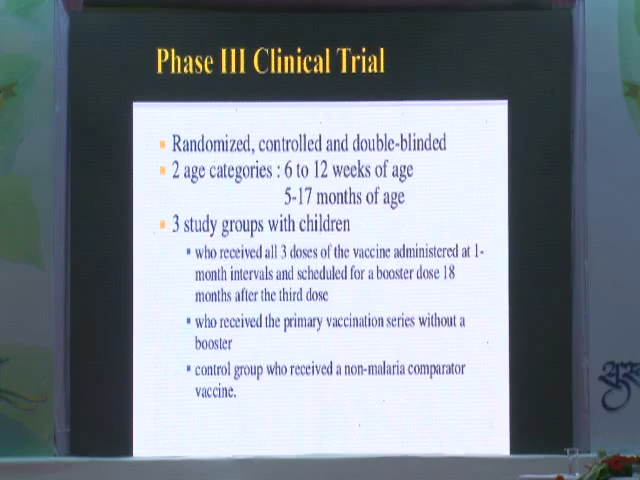 Phase III Clinical Trial
Randomized, controlled and double-blinded
2 age categories : 6 to 12 weeks of age
5-17 months of age
3 study groups with children
who received all 3 doses of the vaccine administered at 1-
month intervals and scheduled for a booster dose 18
months after the third dose
who received the primary vaccination series without a
booster
control group who received a non-malaria comparator
vaccine.